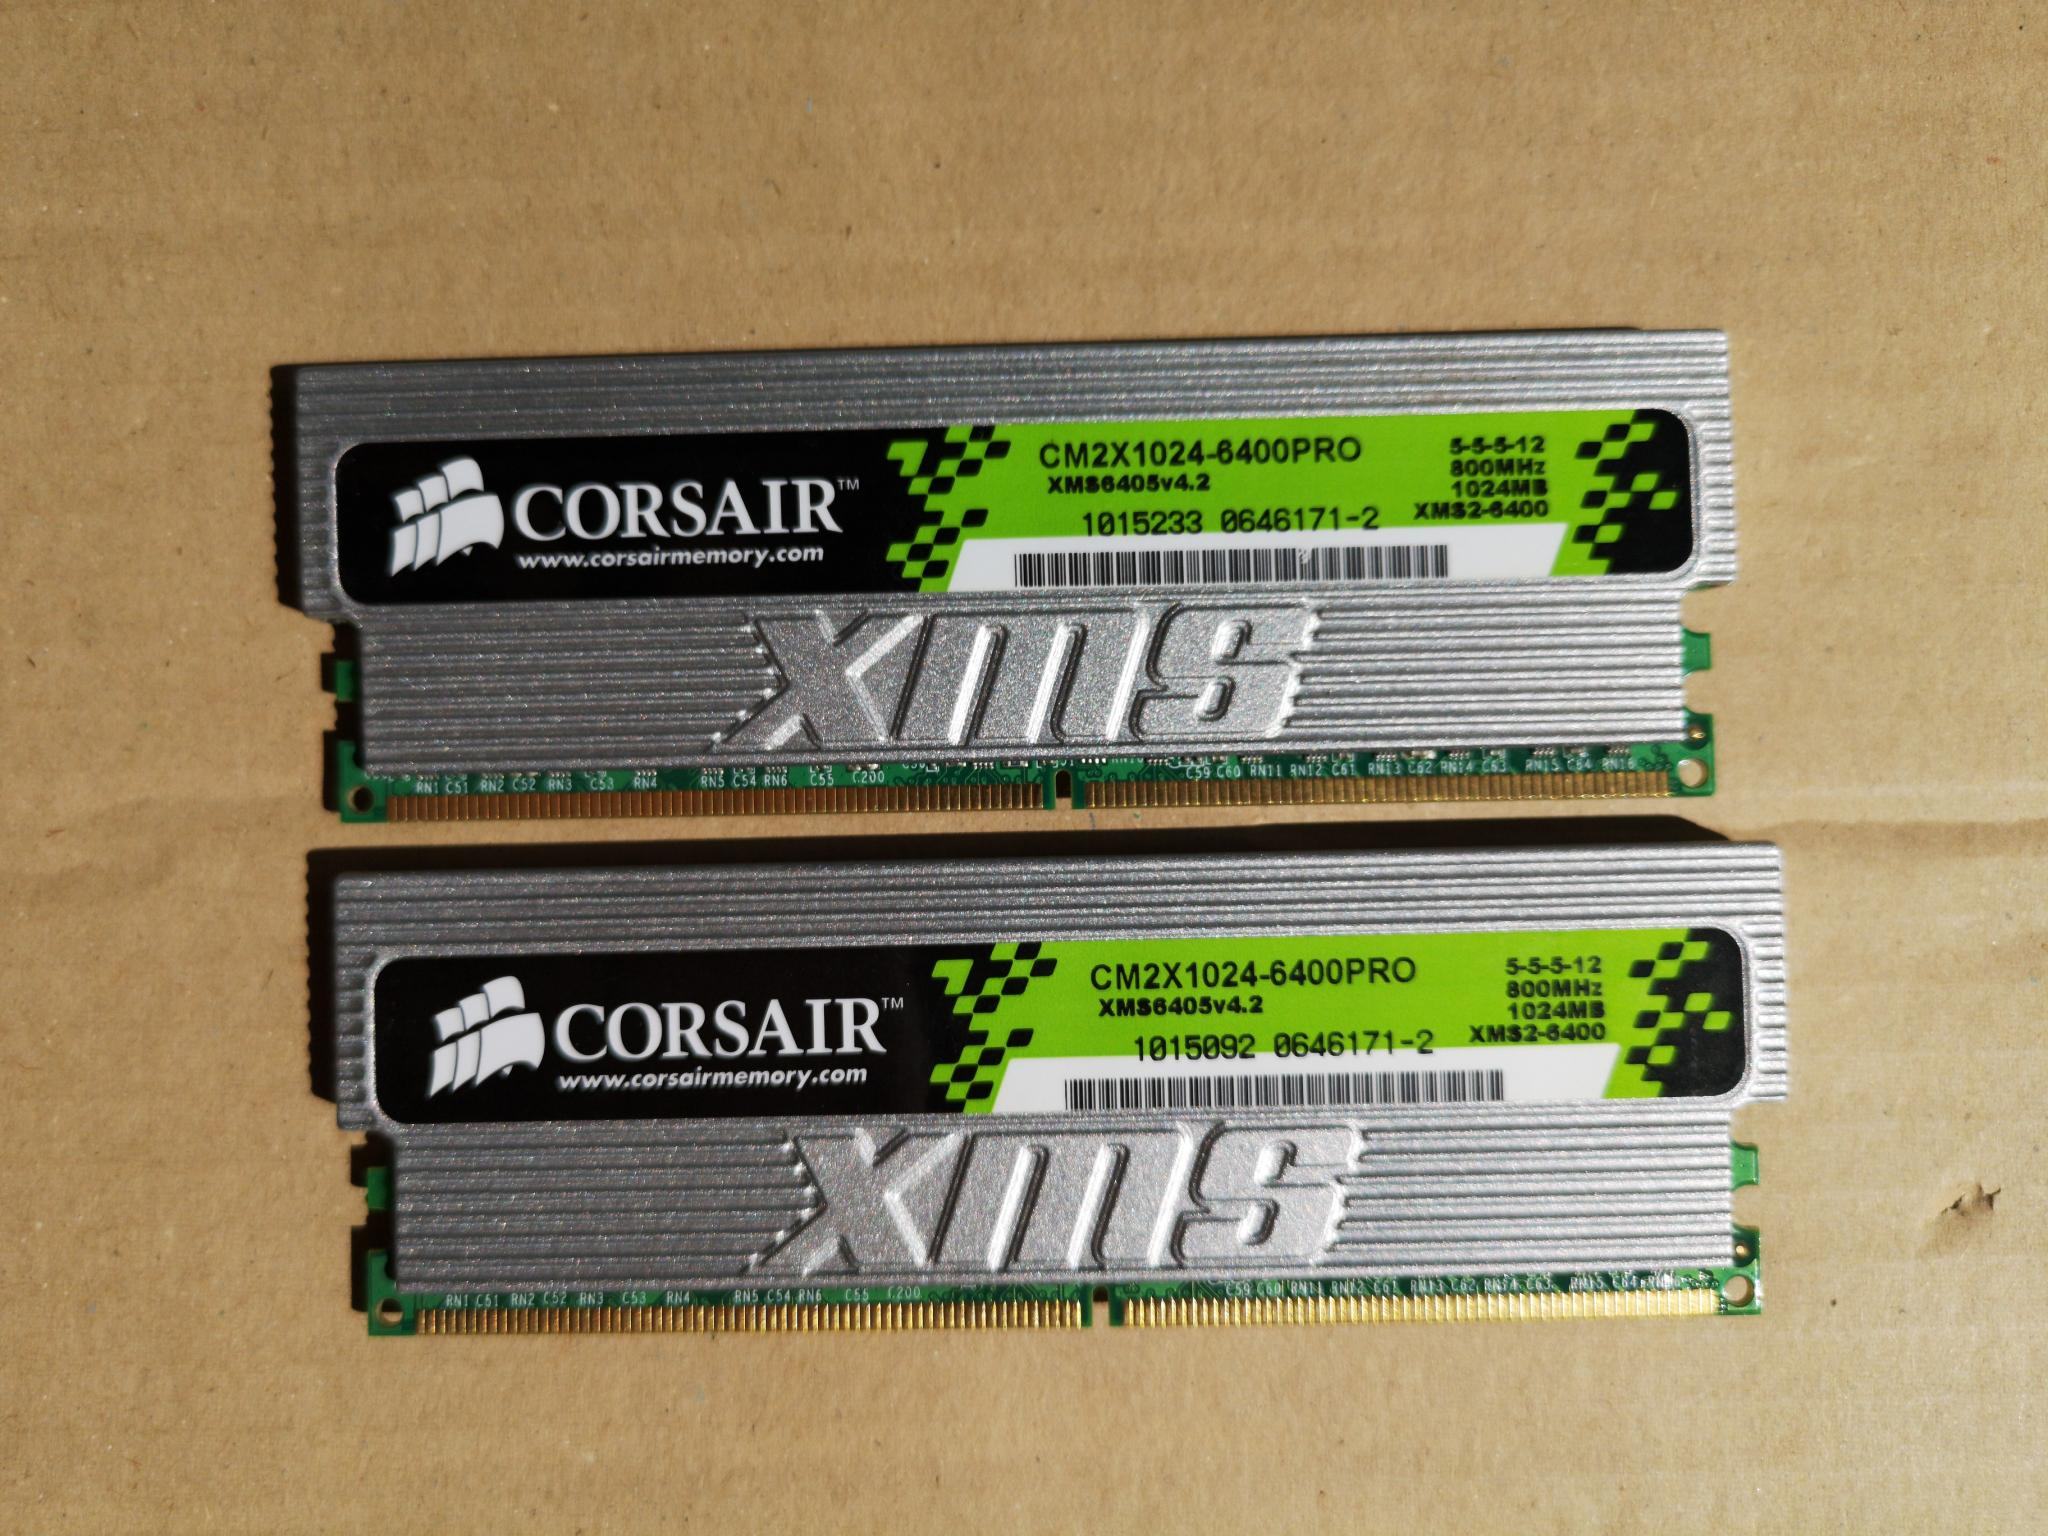 CORSAIR™
www.corsairmemory.com
CM2X1024-6400PRO
XMS6405v4.2
1015233 0646171-2
5-5-5-12
800MHz
1024MB
XMS2-6400
XMS
RN1 C51 RN2 C52 RN3 C53 RN4 RN5 C54 RN6 C55 C200
C59 C60 RN11 RN12 C61 RN13 C62 RN14 C63 RN15 C64 RN16
CORSAIR™
www.corsairmemory.com
CM2X1024-6400PRO
XMS6405v4.2
1015092 0646171-2
5-5-5-12
800MHz
1024MB
XMS2-6400
XMS
RN1 C51 RN2 C52 RN3 C53 RN4 RN5 C54 RN6 C55 C200
C59 C60 RN11 RN12 C61 RN13 C62 RN14 C63 RN15 C64